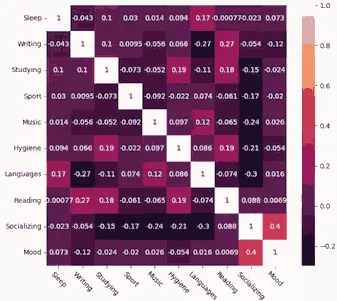 Sleep 1 -0.043 0.1 0.03 0.014 0.094 0.17 -0.00077 -0.023 0.073
Writing -0.043 1 0.1 0.0095 -0.056 0.066 -0.27 0.27 -0.054 -0.12
Studying 0.1 0.1 1 -0.073 -0.052 0.19 -0.11 0.18 -0.15 -0.024
Sport 0.03 0.0095 -0.073 1 -0.092 -0.022 0.074 -0.061 -0.17 -0.02
Music 0.014 -0.056 -0.052 -0.092 1 0.097 0.12 -0.065 -0.24 0.026
Hygiene 0.094 0.066 0.19 -0.022 0.097 1 0.086 0.19 -0.21 -0.054
Languages 0.17 -0.27 -0.11 0.074 0.12 0.086 1 -0.074 -0.3 0.016
Reading 0.00077 0.27 0.18 -0.061 -0.065 0.19 -0.074 1 0.088 0.0069
Socializing -0.023 -0.054 -0.15 -0.17 -0.24 -0.21 -0.3 0.088 1 0.4
Mood 0.073 -0.12 -0.024 -0.02 0.026 -0.054 0.016 0.0069 0.4 1
Sleep Writing Studying Sport Music Hygiene Languages Reading Socializing Mood
1.0
0.8
0.6
0.4
0.2
0.0
-0.2